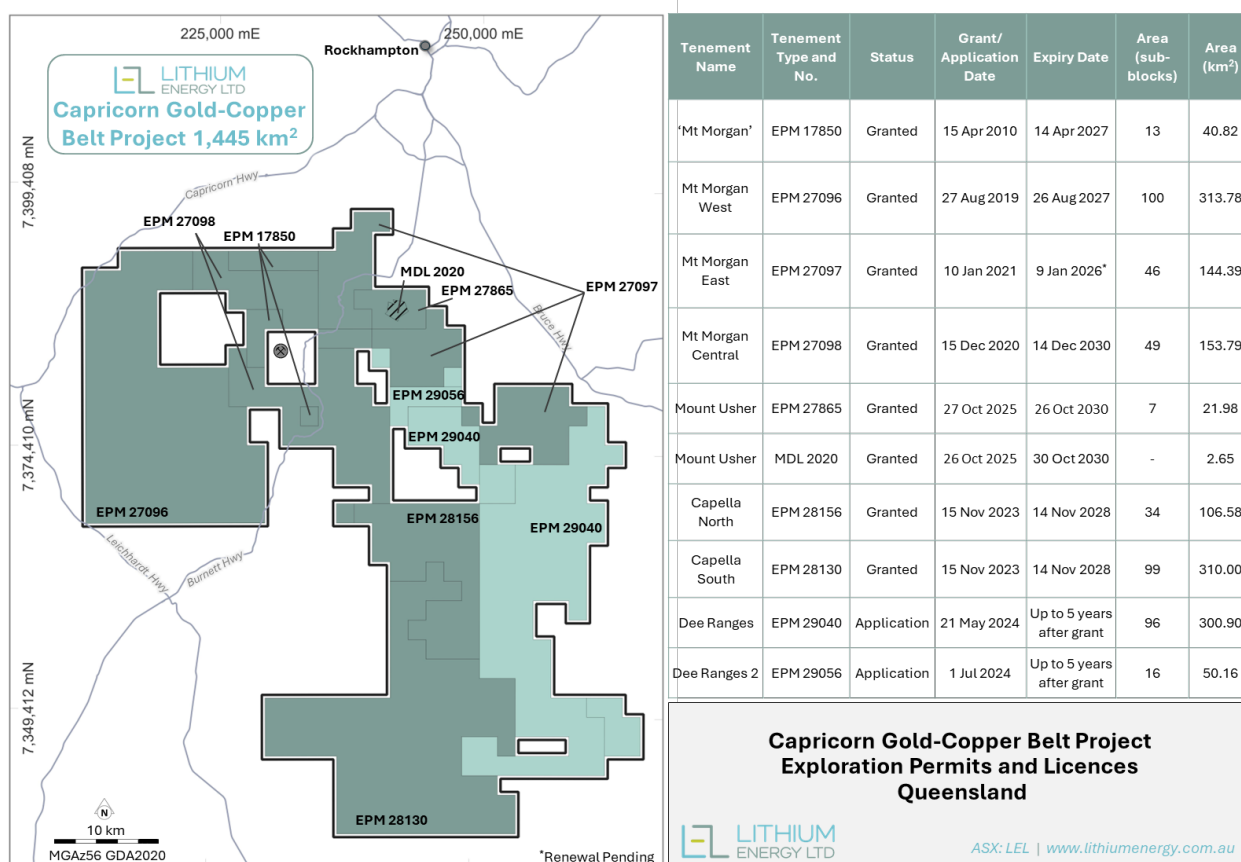 225,000 mE
250,000 mE
Rockhampton
LITHIUM
ENERGY LTD
Capricorn Gold-Copper
Belt Project 1,445 km²
7,399,408 mN
Capricorn Hwy
EPM 27098
EPM 17850
MDL 2020
EPM 27865
EPM 27097
Bruce Hwy
EPM 29056
EPM 29040
7,374,410 mN
EPM 27096
EPM 28156
EPM 29040
Leichhardt Hwy
Burnett Hwy
7,349,412 mN
N
10 km
MGAz56 GDA2020
EPM 28130
*Renewal Pending
Tenement Name
Tenement Type and No.
Status
Grant/ Application Date
Expiry Date
Area (sub-blocks)
Area (km²)
‘Mt Morgan’ EPM 17850 Granted 15 Apr 2010 14 Apr 2027 13 40.82
Mt Morgan West EPM 27096 Granted 27 Aug 2019 26 Aug 2027 100 313.78
Mt Morgan East EPM 27097 Granted 10 Jan 2021 9 Jan 2026* 46 144.39
Mt Morgan Central EPM 27098 Granted 15 Dec 2020 14 Dec 2030 49 153.79
Mount Usher EPM 27865 Granted 27 Oct 2025 26 Oct 2030 7 21.98
Mount Usher MDL 2020 Granted 26 Oct 2025 30 Oct 2030 - 2.65
Capella North EPM 28156 Granted 15 Nov 2023 14 Nov 2028 34 106.58
Capella South EPM 28130 Granted 15 Nov 2023 14 Nov 2028 99 310.00
Dee Ranges EPM 29040 Application 21 May 2024 Up to 5 years after grant 96 300.90
Dee Ranges 2 EPM 29056 Application 1 Jul 2024 Up to 5 years after grant 16 50.16
Capricorn Gold-Copper Belt Project
Exploration Permits and Licences
Queensland
LITHIUM
ENERGY LTD
ASX: LEL | www.lithiumenergy.com.au